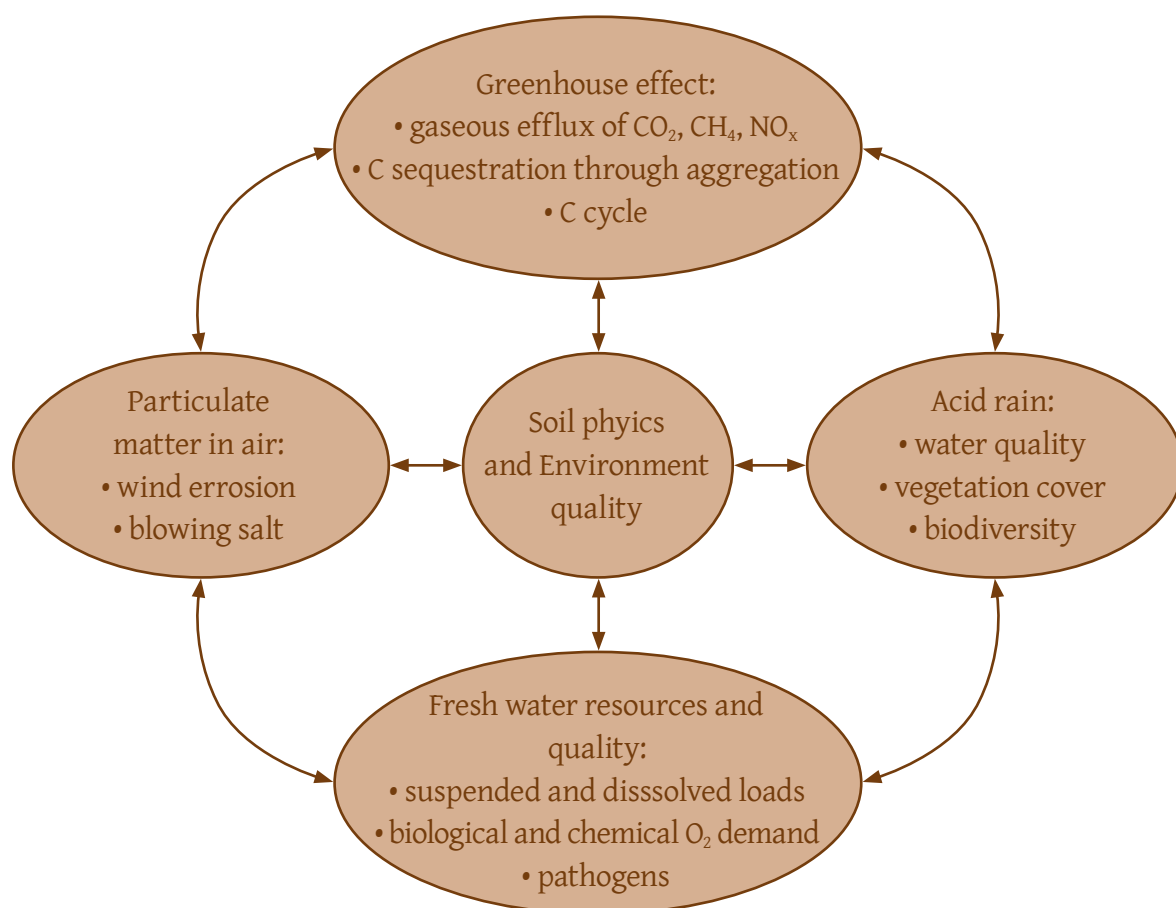 Greenhouse effect:
• gaseous efflux of CO₂, CH₄, NOₓ
• C sequestration through aggregation
• C cycle
Particulate
matter in air:
• wind errosion
• blowing salt
Soil phyics
and Environment
quality
Acid rain:
• water quality
• vegetation cover
• biodiversity
Fresh water resources and
quality:
• suspended and disssolved loads
• biological and chemical O₂ demand
• pathogens